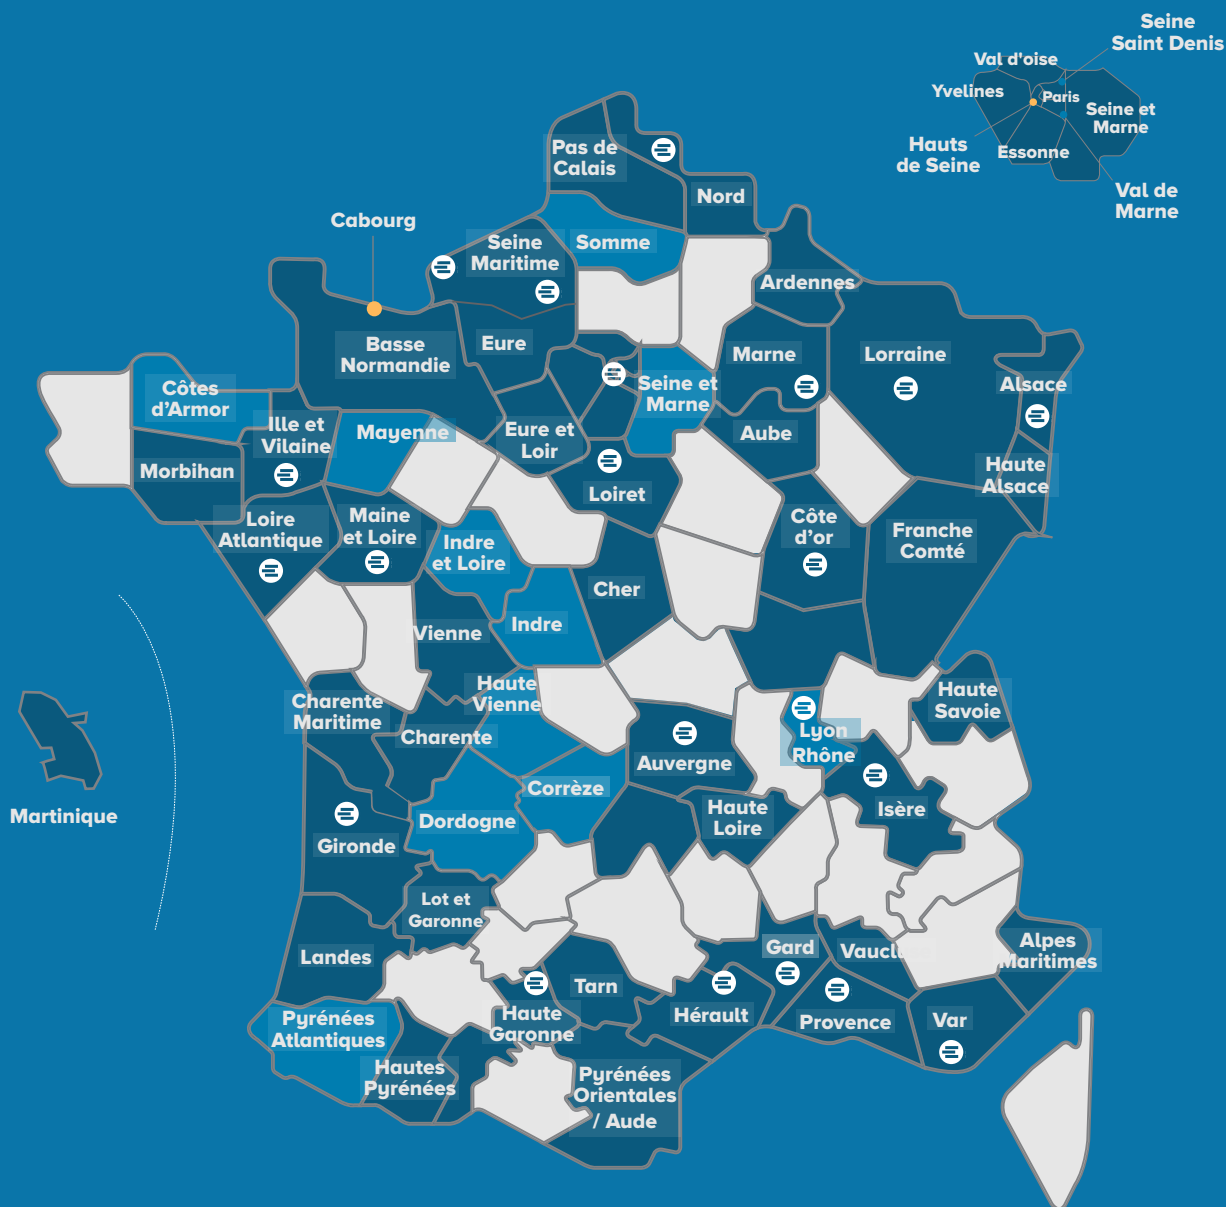 Seine
Saint Denis
Val d'oise
Yvelines
Paris
Seine et
Marne
Hauts
de Seine
Essonne
Val de
Marne
Pas de
Calais
Nord
Cabourg
Seine
Maritime
Somme
Ardennes
Basse
Normandie
Eure
Marne
Lorraine
Côtes
d’Armor
Seine et
Marne
Alsace
Ille et
Vilaine
Mayenne
Eure et
Loir
Aube
Morbihan
Haute
Alsace
Loiret
Loire
Atlantique
Maine
et Loire
Indre
et Loire
Côte
d’or
Franche
Comté
Cher
Indre
Vienne
Haute
Vienne
Charente
Maritime
Haute
Savoie
Charente
Lyon
Rhône
Auvergne
Corrèze
Isère
Martinique
Dordogne
Haute
Loire
Gironde
Lot et
Garonne
Landes
Gard
Alpes
Maritimes
Tarn
Haute
Garonne
Hérault
Provence
Var
Pyrénées
Atlantiques
Hautes
Pyrénées
Pyrénées
Orientales
/ Aude